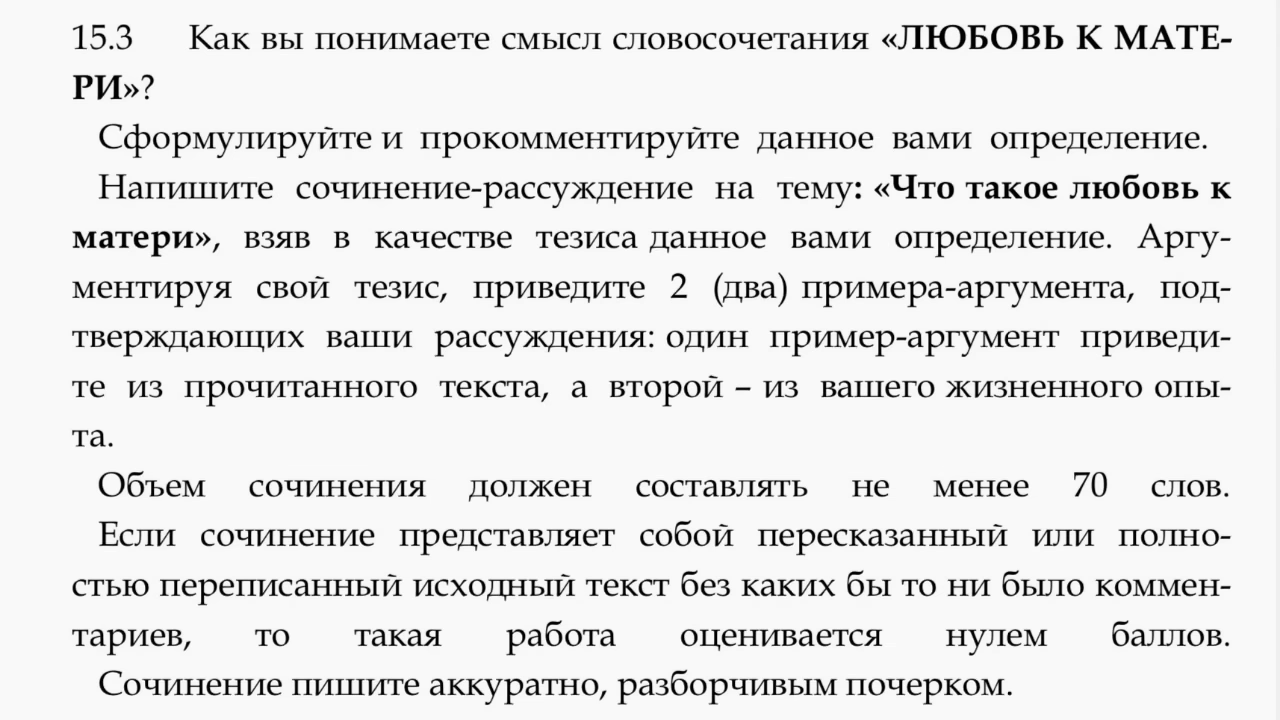 15.3 Как вы понимаете смысл словосочетания «ЛЮБОВЬ К МАТЕ-
РИ»?
Сформулируйте и прокомментируйте данное вами определение.
Напишите сочинение-рассуждение на тему: «Что такое любовь к
матери», взяв в качестве тезиса данное вами определение. Аргу-
ментируя свой тезис, приведите 2 (два) примера-аргумента, под-
тверждающих ваши рассуждения: один пример-аргумент приведи-
те из прочитанного текста, а второй – из вашего жизненного опы-
та.
Объем сочинения должен составлять не менее 70 слов.
Если сочинение представляет собой пересказанный или полно-
стью переписанный исходный текст без каких бы то ни было коммен-
тариев, то такая работа оценивается нулем баллов.
Сочинение пишите аккуратно, разборчивым почерком.